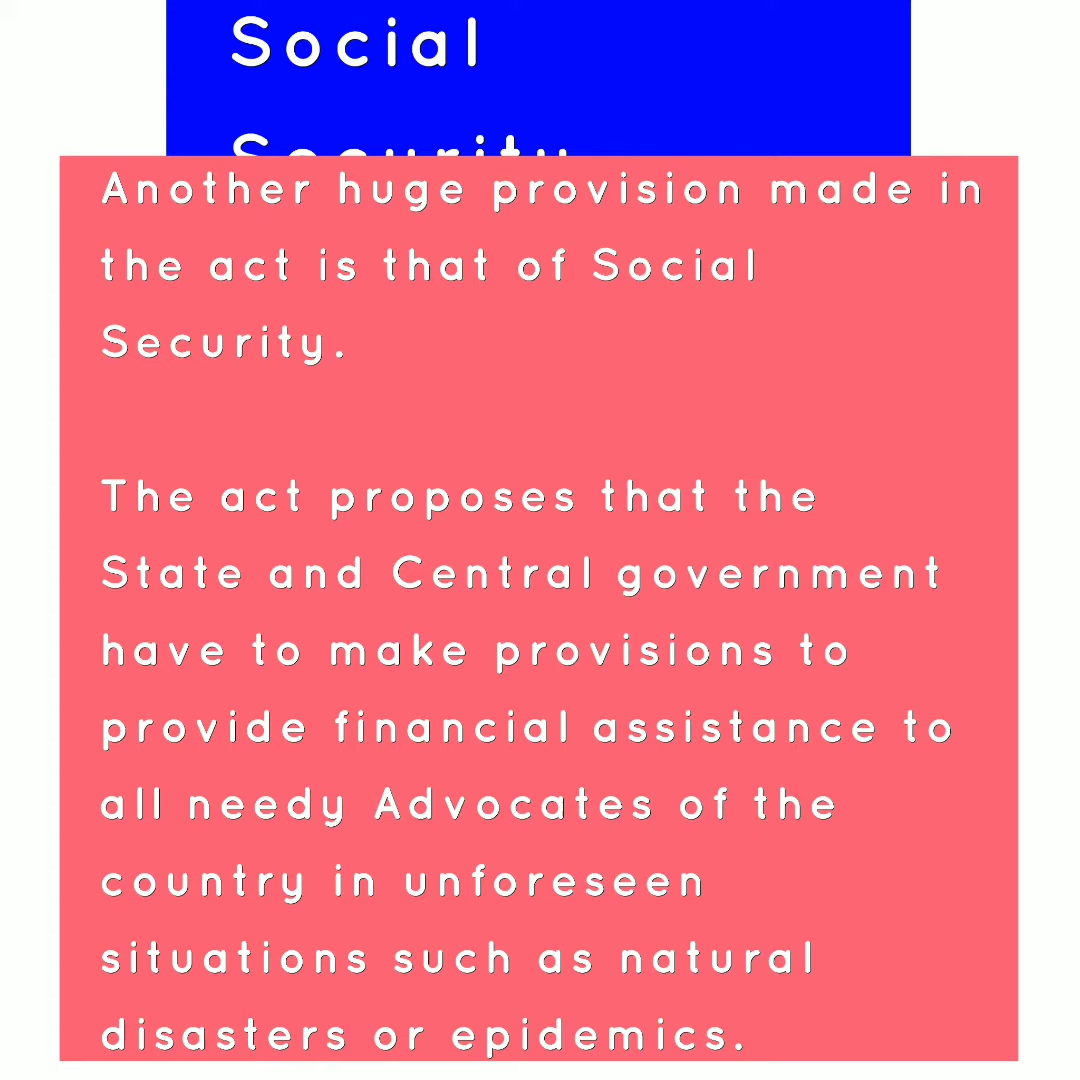 Social
Security
Another huge provision made in
the act is that of Social
Security.
The act proposes that the
State and Central government
have to make provisions to
provide financial assistance to
all needy Advocates of the
country in unforeseen
situations such as natural
disasters or epidemics.